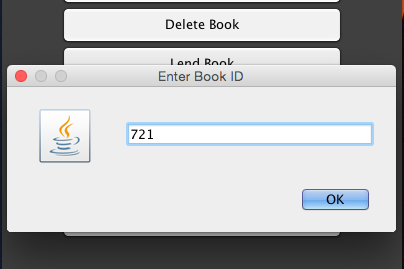 Delete Book
Lend Book
Enter Book ID
721
OK